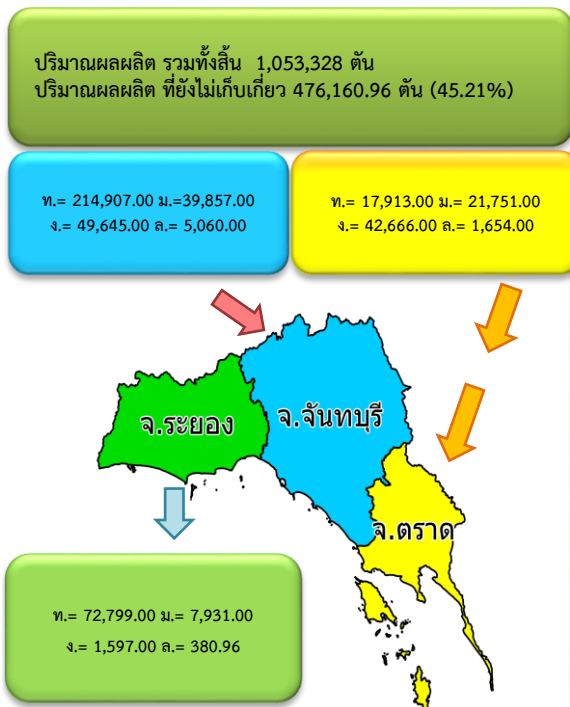 ปริมาณผลผลิต รวมทั้งสิ้น 1,053,328 ตัน
ปริมาณผลผลิต ที่ยังไม่เก็บเกี่ยว 476,160.96 ตัน (45.21%)
ท.= 214,907.00 ม.=39,857.00
ง.= 49,645.00 ล.= 5,060.00
ท.= 17,913.00 ม.= 21,751.00
ง.= 42,666.00 ล.= 1,654.00
จ.ระยอง
จ.จันทบุรี
จ.ตราด
ท.= 72,799.00 ม.= 7,931.00
ง.= 1,597.00 ล.= 380.96